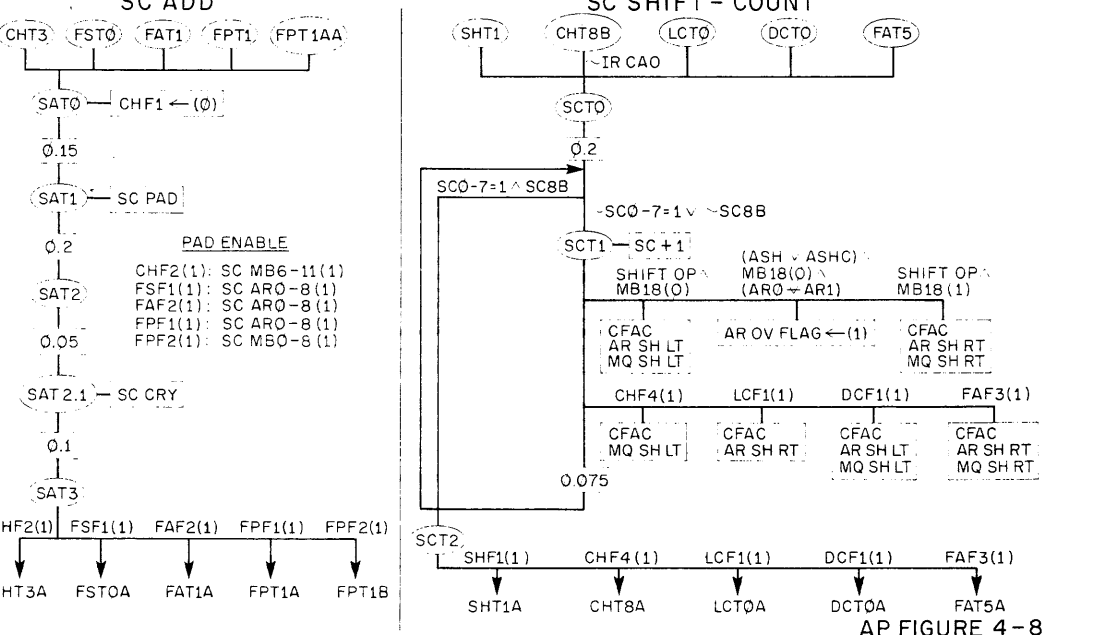 SC ADD
CHT3 FSTØ FAT1 FPT1 FPT1AA
SATØ CHF1 ← (Ø)
Ø.15
SAT1 SC PAD
Ø.2
PAD ENABLE
CHF2(1): SC MB6-11(1)
FSF1(1): SC ARØ-8(1)
FAF2(1): SC ARØ-8(1)
FPF1(1): SC ARØ-8(1)
FPF2(1): SC MBØ-8(1)
SAT2
Ø.05
SAT2.1 SC CRY
Ø.1
SAT3
HF2(1) FSF1(1) FAF2(1) FPF1(1) FPF2(1)
HT3A FSTOA FAT1A FPT1A FPT1B
SC SHIFT - COUNT
SHT1 CHT8B LCTØ DCTO FAT5
~IR CAO
SCTØ
Ø.2
SCØ-7=1 ^ SC8B
~SCØ-7=1 v ~SC8B
SCT1 SC+1
SHIFT OP ^
MB18(O)
(ASH v ASHC) ^
MB18(O) ^
(ARO ⩝ AR1)
SHIFT OP ^
MB18(1)
CFAC
AR SH LT
MQ SH LT
AR OV FLAG ← (1)
CFAC
AR SH RT
MQ SH RT
CHF4(1) LCF1(1) DCF1(1) FAF3(1)
CFAC
MQ SH LT
CFAC
AR SH RT
CFAC
AR SH LT
MQ SH LT
CFAC
AR SH RT
MQ SH RT
Ø.075
SCT2
SHF1(1) CHF4(1) LCF1(1) DCF1(1) FAF3(1)
SHT1A CHT8A LCTØA DCTØA FAT5A
AP FIGURE 4-8